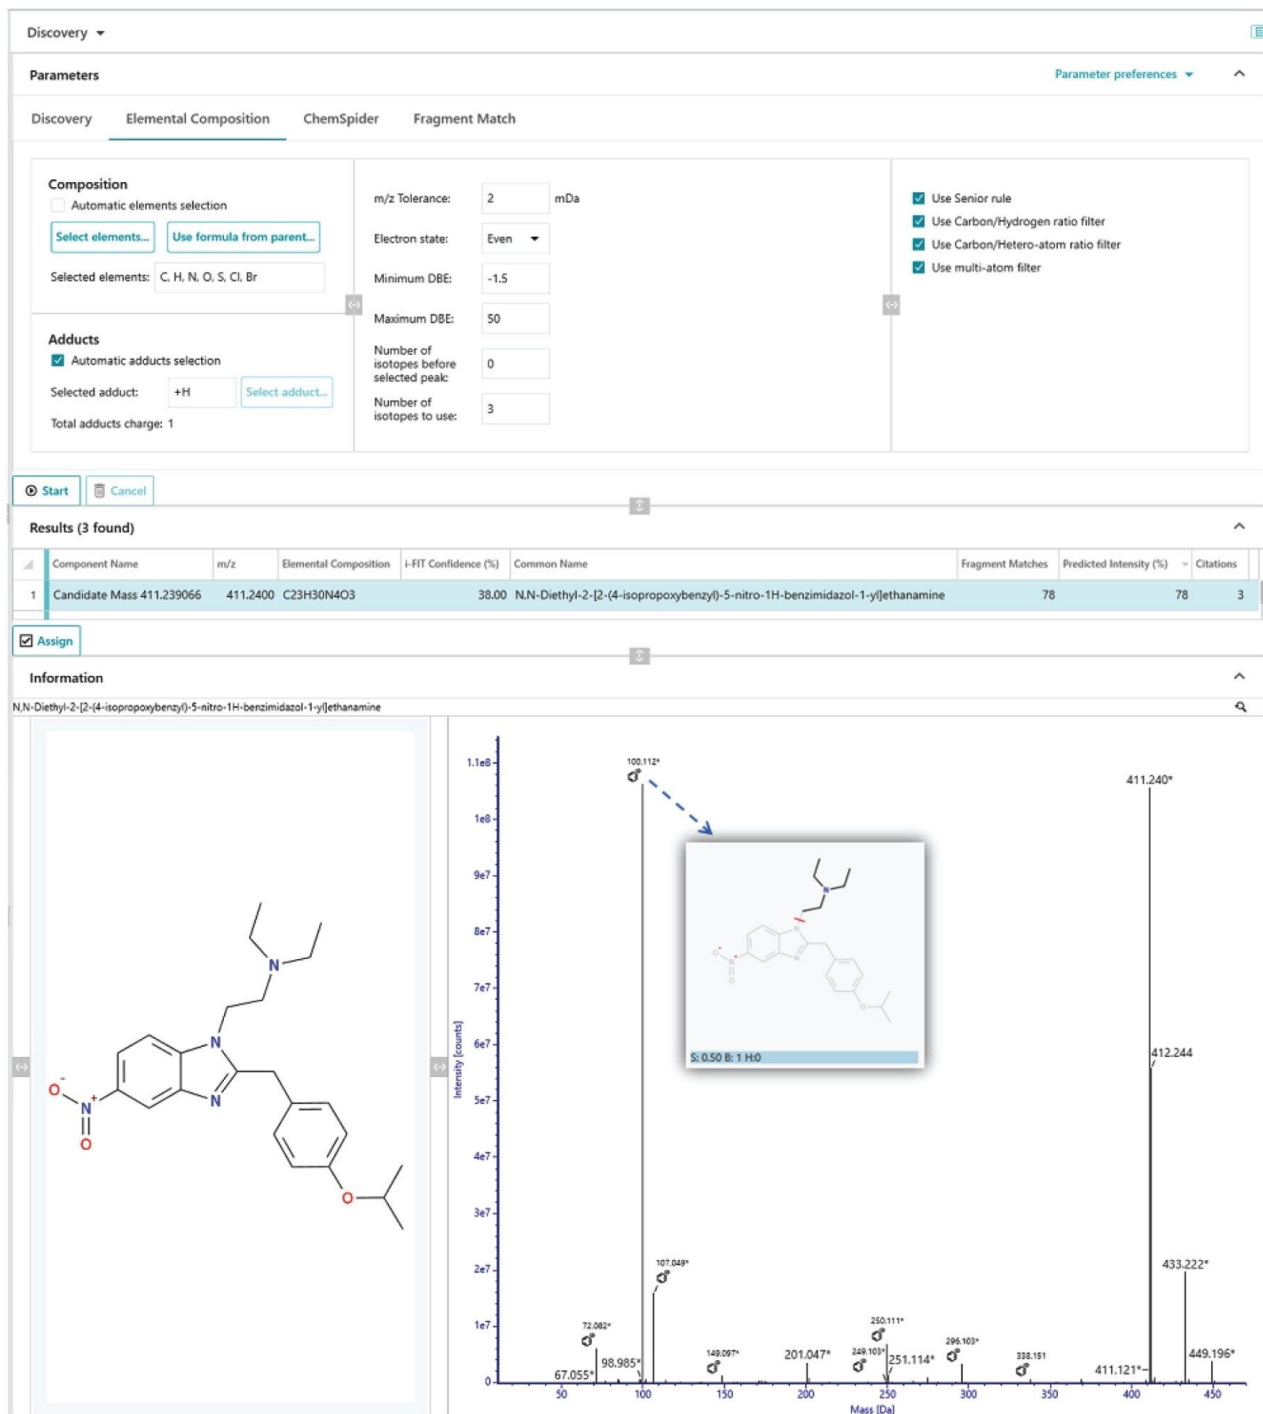 Discovery
Parameters
Parameter preferences
Discovery Elemental Composition ChemSpider Fragment Match
Composition
Automatic elements selection
Select elements... Use formula from parent...
Selected elements: C, H, N, O, S, Cl, Br
Adducts
Automatic adducts selection
Selected adduct: +H Select adduct...
Total adducts charge: 1
m/z Tolerance: 2 mDa
Electron state: Even
Minimum DBE: -1.5
Maximum DBE: 50
Number of
isotopes before
selected peak: 0
Number of
isotopes to use: 3
Use Senior rule
Use Carbon/Hydrogen ratio filter
Use Carbon/Hetero-atom ratio filter
Use multi-atom filter
Start Cancel
Results (3 found)
Component Name m/z Elemental Composition i-FIT Confidence (%) Common Name Fragment Matches Predicted Intensity (%) Citations
1 Candidate Mass 411.239066 411.2400 C23H30N4O3 38.00 N,N-Diethyl-2-[2-(4-isopropoxybenzyl)-5-nitro-1H-benzimidazol-1-yl]ethanamine 78 78 3
Assign
Information
N,N-Diethyl-2-[2-(4-isopropoxybenzyl)-5-nitro-1H-benzimidazol-1-yl]ethanamine
N
N
N
O-
N+
O
O
Intensity [counts]
1.1e8
1e8
9e7
8e7
7e7
6e7
5e7
4e7
3e7
2e7
1e7
0
100.112*
411.240*
N
N
N
O-
N+
O
O
S: 0.50 B: 1 H:0
412.244
107.049*
433.222*
72.082*
250.111*
67.055*
98.985*
149.097*
201.047*
249.103*
251.114*
296.103*
338.151
411.121*
449.196*
50 100 150 200 250 300 350 400 450
Mass [Da]